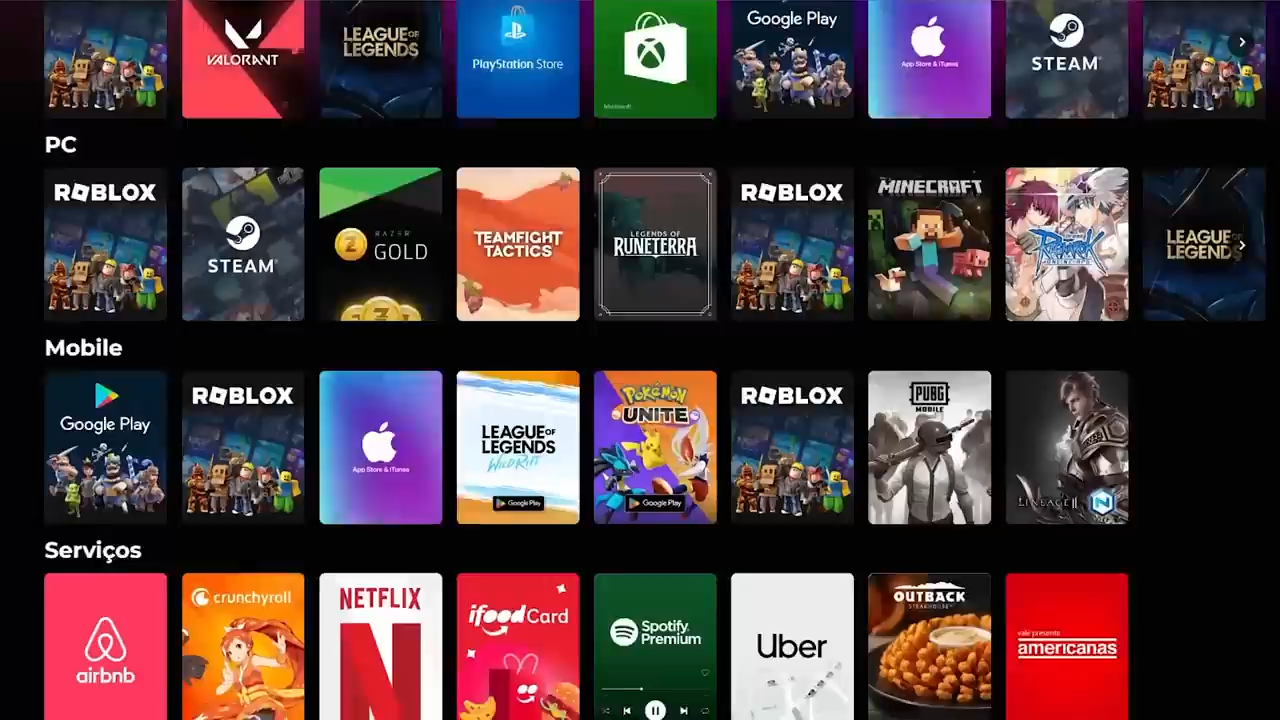 VALORANT
LEAGUE OF
LEGENDS
PlayStation Store
Google Play
App Store & iTunes
STEAM
PC
ROBLOX
STEAM
RAZER
GOLD
TEAMFIGHT
TACTICS
LEGENDS OF
RUNETERRA
ROBLOX
MINECRAFT
RAGNAROK
ONLINE
LEAGUE OF
LEGENDS
Mobile
Google Play
ROBLOX
App Store & iTunes
LEAGUE OF
LEGENDS
WILD RIFT
Google Play
POKÉMON
UNITE
Google Play
ROBLOX
PUBG
MOBILE
LINEAGE II
Serviços
airbnb
crunchyroll
NETFLIX
ifood Card
Spotify
Premium
Uber
OUTBACK
STEAKHOUSE
vale presente
americanas